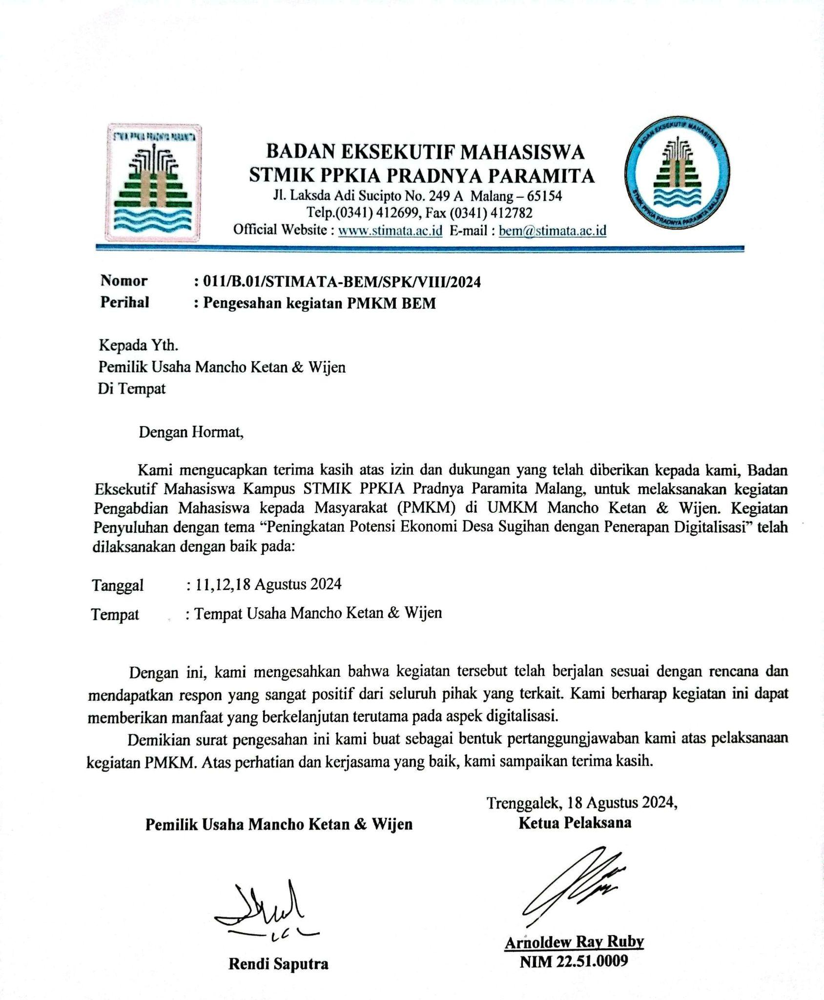 STMIK PPKIA PRADNYA PARAMITA
BADAN EKSEKUTIF MAHASISWA
STMIK PPKIA PRADNYA PARAMITA MALANG
BADAN EKSEKUTIF MAHASISWA
STMIK PPKIA PRADNYA PARAMITA
Jl. Laksda Adi Sucipto No. 249 A Malang – 65154
Telp.(0341) 412699, Fax (0341) 412782
Official Website : www.stimata.ac.id E-mail : bem@stimata.ac.id
Nomor : 011/B.01/STIMATA-BEM/SPK/VIII/2024
Perihal : Pengesahan kegiatan PMKM BEM
Kepada Yth.
Pemilik Usaha Mancho Ketan & Wijen
Di Tempat
Dengan Hormat,
Kami mengucapkan terima kasih atas izin dan dukungan yang telah diberikan kepada kami, Badan
Eksekutif Mahasiswa Kampus STMIK PPKIA Pradnya Paramita Malang, untuk melaksanakan kegiatan
Pengabdian Mahasiswa kepada Masyarakat (PMKM) di UMKM Mancho Ketan & Wijen. Kegiatan
Penyuluhan dengan tema “Peningkatan Potensi Ekonomi Desa Sugihan dengan Penerapan Digitalisasi” telah
dilaksanakan dengan baik pada:
Tanggal : 11,12,18 Agustus 2024
Tempat : Tempat Usaha Mancho Ketan & Wijen
Dengan ini, kami mengesahkan bahwa kegiatan tersebut telah berjalan sesuai dengan rencana dan
mendapatkan respon yang sangat positif dari seluruh pihak yang terkait. Kami berharap kegiatan ini dapat
memberikan manfaat yang berkelanjutan terutama pada aspek digitalisasi.
Demikian surat pengesahan ini kami buat sebagai bentuk pertanggungjawaban kami atas pelaksanaan
kegiatan PMKM. Atas perhatian dan kerjasama yang baik, kami sampaikan terima kasih.
Trenggalek, 18 Agustus 2024,
Pemilik Usaha Mancho Ketan & Wijen Ketua Pelaksana
Arnoldew Ray Ruby
Rendi Saputra NIM 22.51.0009